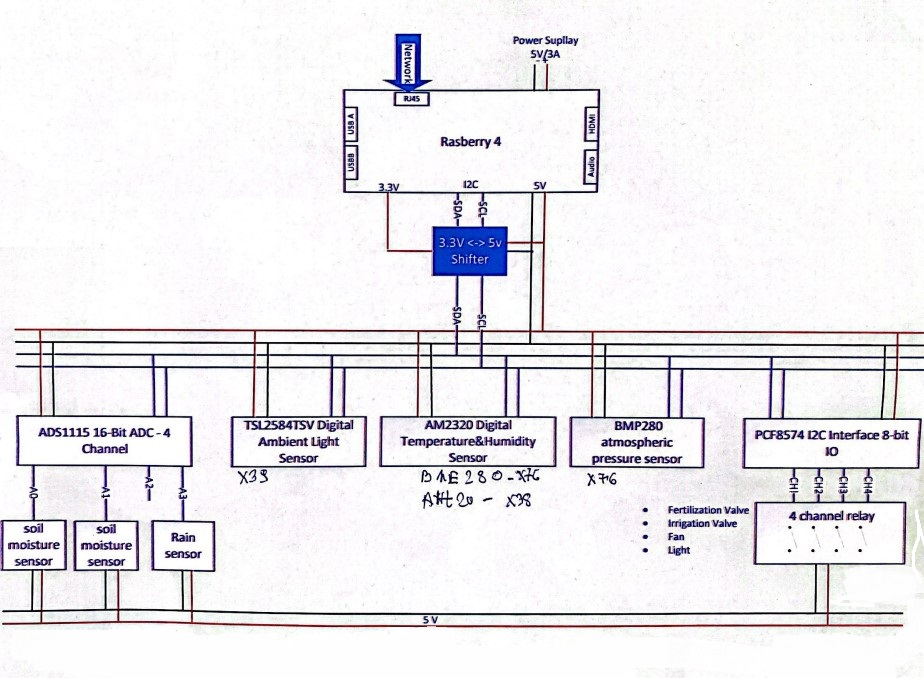 Power Supllay
5V/3A
- +
Network
RJ45
USB A
USBB
HDMI
Audio
Rasberry 4
3.3V
I2C
5V
SDA
SCL
3.3V <-> 5v
Shifter
SDA
SCL
ADS1115 16-Bit ADC - 4
Channel
TSL2584TSV Digital
Ambient Light
Sensor
X39
AM2320 Digital
Temperature&Humidity
Sensor
BME280-X76
AHt20 - X38
BMP280
atmospheric
pressure sensor
X76
PCF8574 I2C Interface 8-bit
IO
A0
A1
A2
A3
CH1
CH2
CH3
CH4
soil
moisture
sensor
soil
moisture
sensor
Rain
sensor
• Fertilization Valve
• Irrigation Valve
• Fan
• Light
4 channel relay
5 V